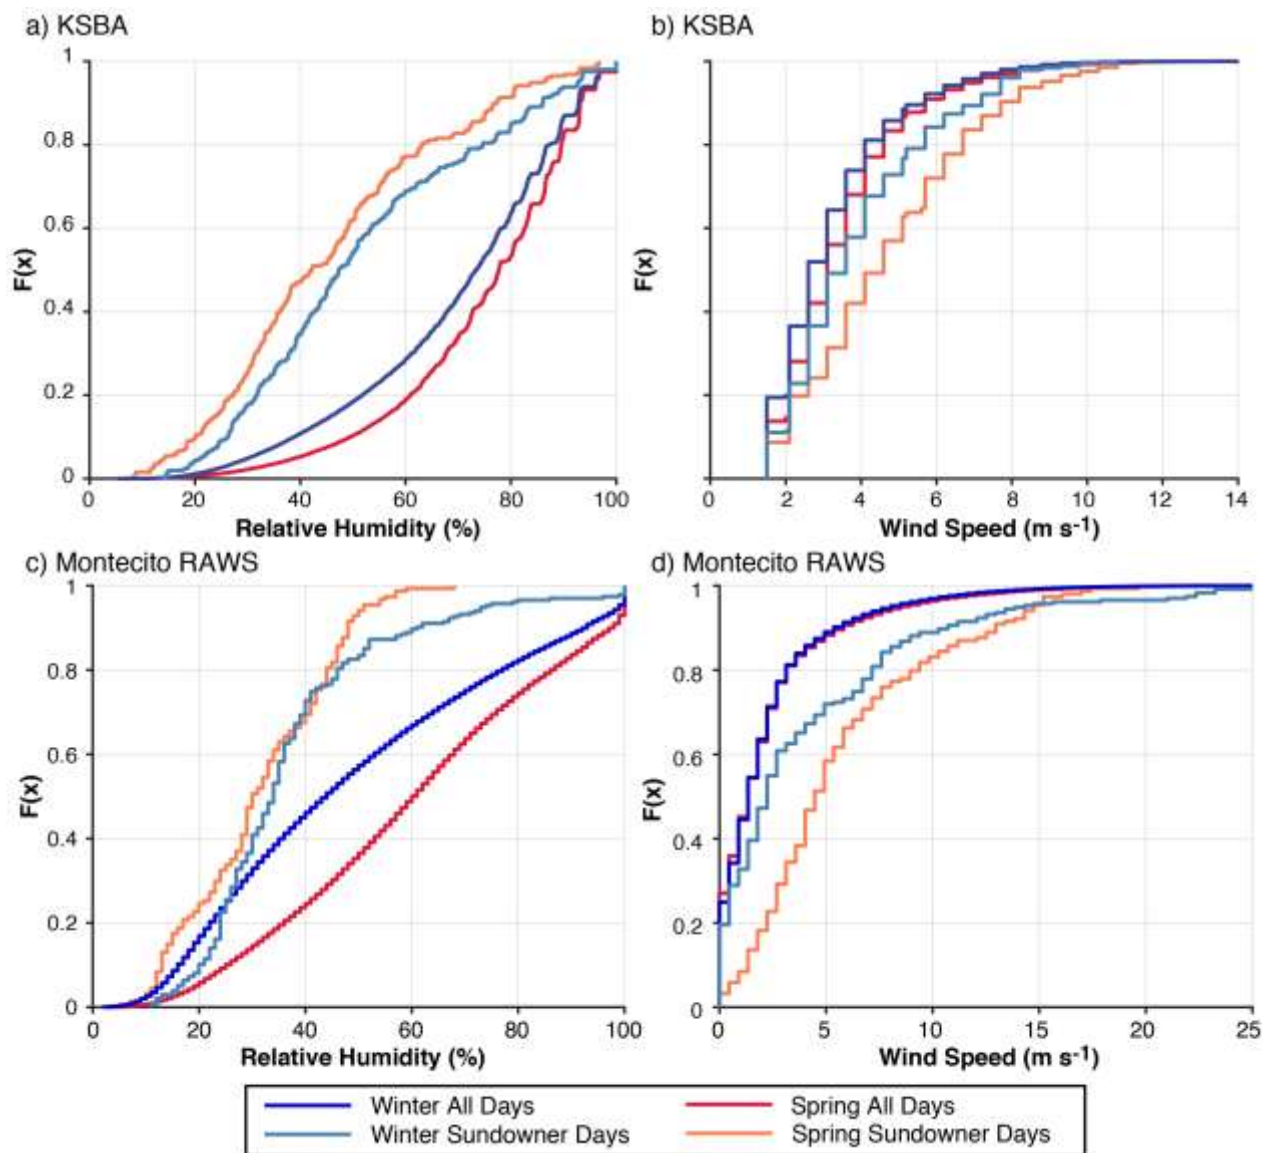 a) KSBA
b) KSBA
1
0.8
0.6
0.4
0.2
0
F(x)
0 20 40 60 80 100
Relative Humidity (%)
F(x)
0 2 4 6 8 10 12 14
Wind Speed (m s-1)
c) Montecito RAWS
d) Montecito RAWS
1
0.8
0.6
0.4
0.2
0
F(x)
0 20 40 60 80 100
Relative Humidity (%)
1
0.8
0.6
0.4
0.2
0
F(x)
0 5 10 15 20 25
Wind Speed (m s-1)
Winter All Days
Spring All Days
Winter Sundowner Days
Spring Sundowner Days